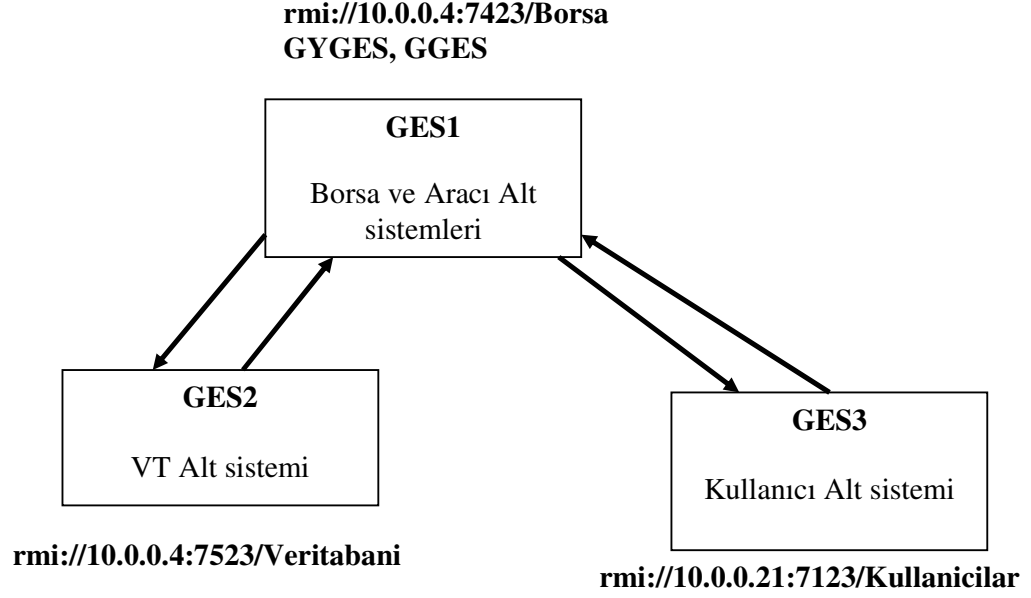 rmi://10.0.0.4:7423/Borsa
GYGES, GGES
GES1
Borsa ve Aracı Alt
sistemleri
GES2
VT Alt sistemi
GES3
Kullanıcı Alt sistemi
rmi://10.0.0.4:7523/Veritabani
rmi://10.0.0.21:7123/Kullanicilar